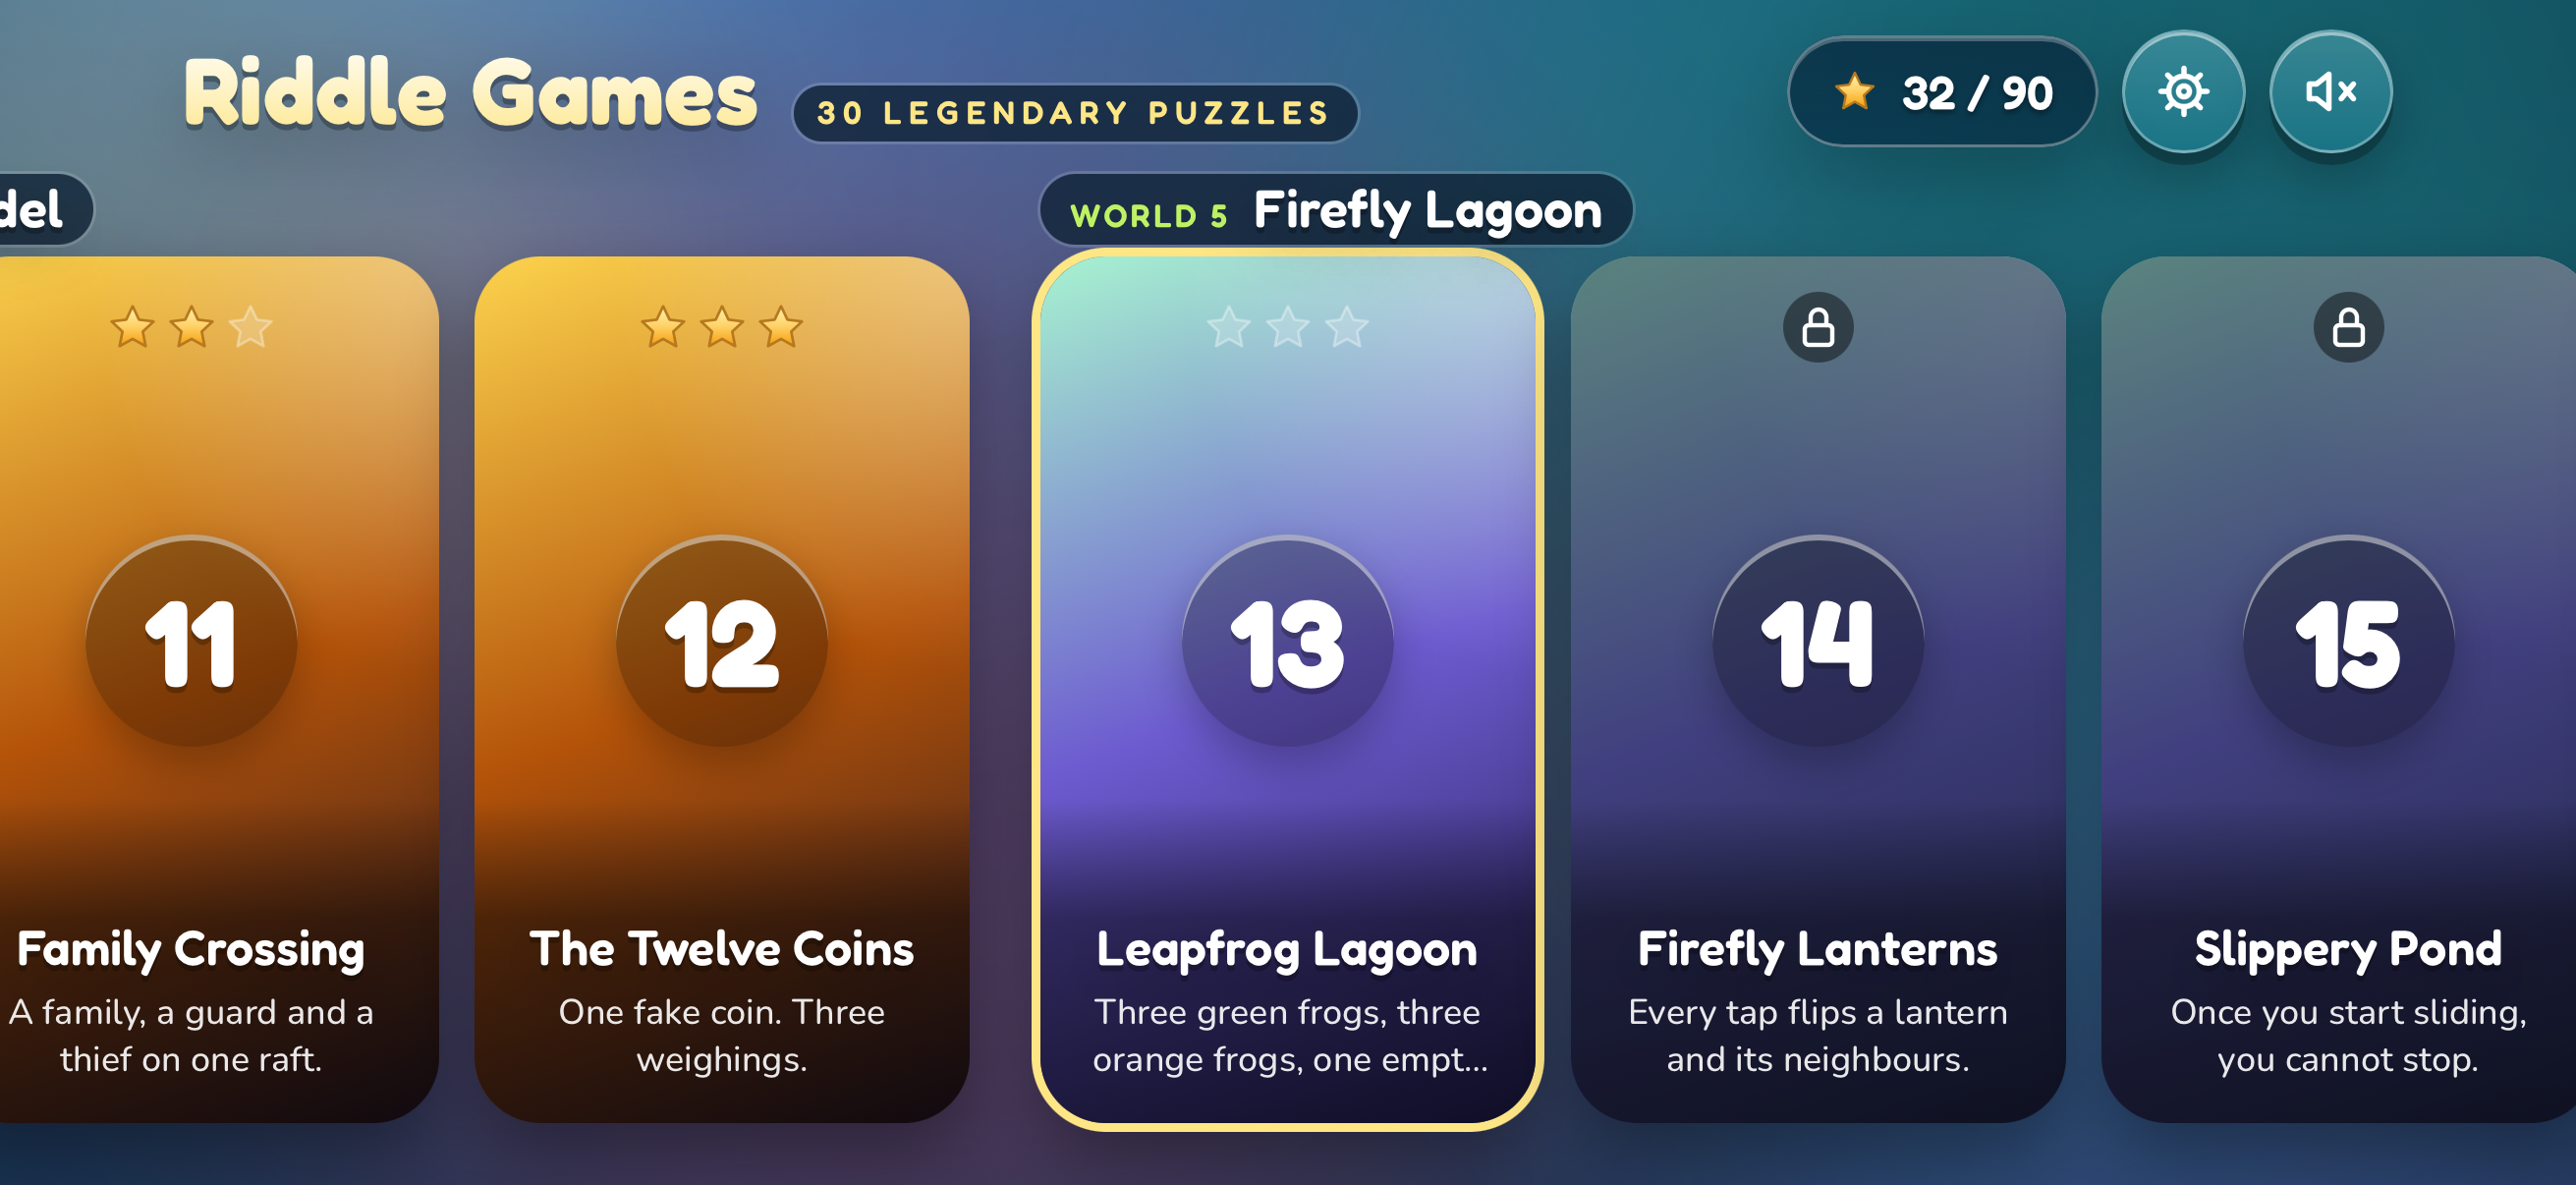 Riddle Games
30 LEGENDARY PUZZLES
32 / 90
del
WORLD 5 Firefly Lagoon
11
Family Crossing
A family, a guard and a
thief on one raft.
12
The Twelve Coins
One fake coin. Three
weighings.
13
Leapfrog Lagoon
Three green frogs, three
orange frogs, one empt...
14
Firefly Lanterns
Every tap flips a lantern
and its neighbours.
15
Slippery Pond
Once you start sliding,
you cannot stop.